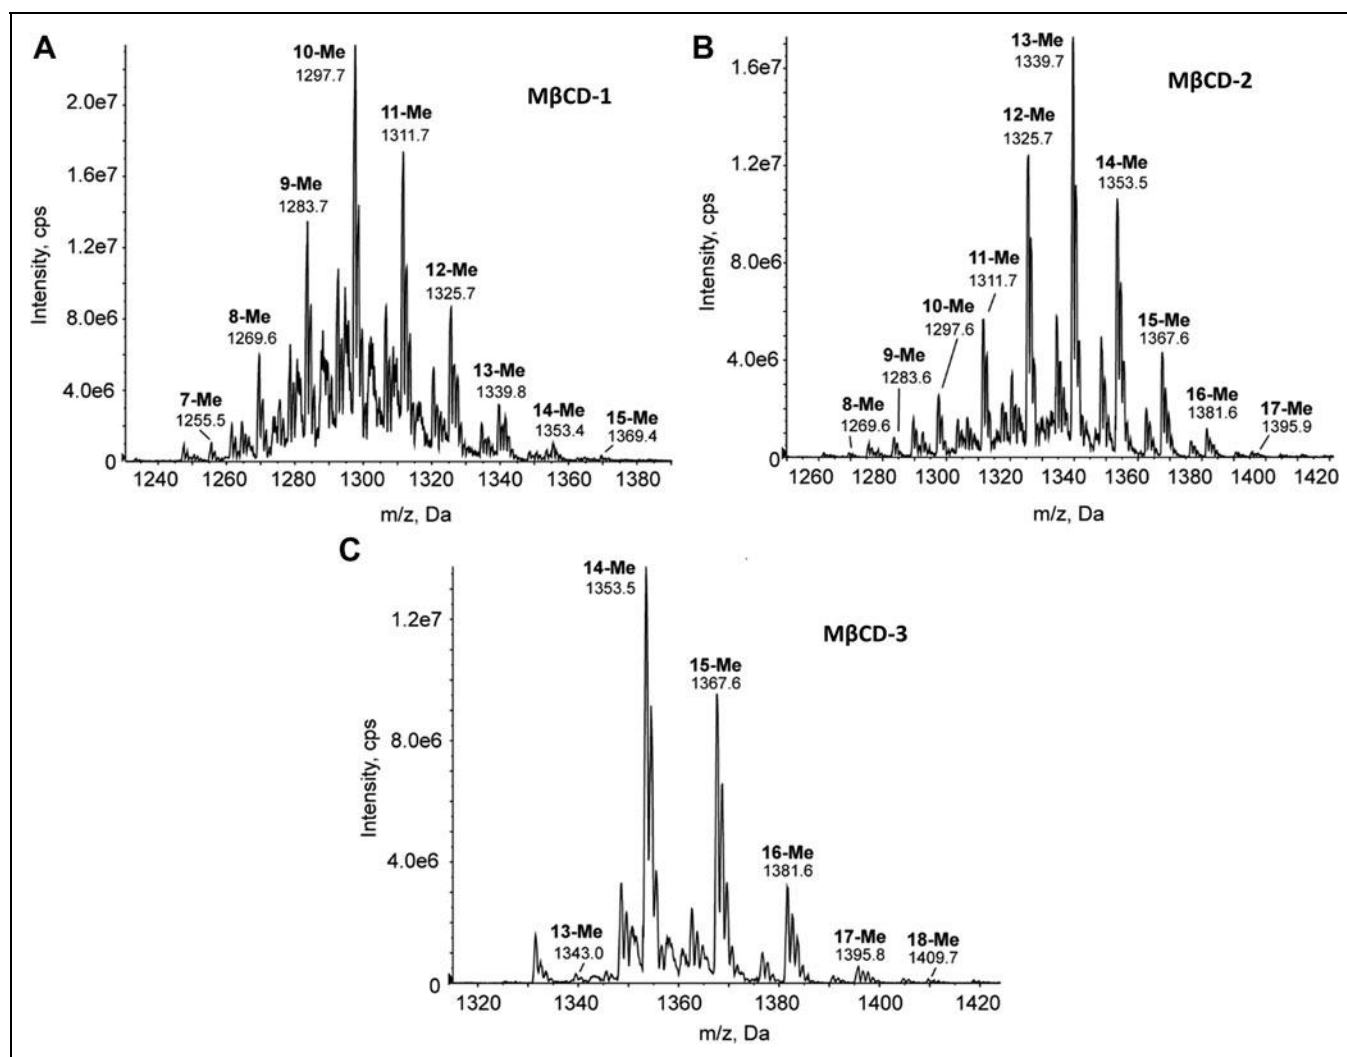 A
MβCD-1
Intensity, cps
2.0e7
1.6e7
1.2e7
8.0e6
4.0e6
0
7-Me
1255.5
8-Me
1269.6
9-Me
1283.7
10-Me
1297.7
11-Me
1311.7
12-Me
1325.7
13-Me
1339.8
14-Me
1353.4
15-Me
1369.4
1240 1260 1280 1300 1320 1340 1360 1380
m/z, Da
B
MβCD-2
Intensity, cps
1.6e7
1.2e7
8.0e6
4.0e6
0
8-Me
1269.6
9-Me
1283.6
10-Me
1297.6
11-Me
1311.7
12-Me
1325.7
13-Me
1339.7
14-Me
1353.5
15-Me
1367.6
16-Me
1381.6
17-Me
1395.9
1260 1280 1300 1320 1340 1360 1380 1400 1420
m/z, Da
C
MβCD-3
Intensity, cps
1.2e7
8.0e6
4.0e6
0
13-Me
1343.0
14-Me
1353.5
15-Me
1367.6
16-Me
1381.6
17-Me
1395.8
18-Me
1409.7
1320 1340 1360 1380 1400 1420
m/z, Da